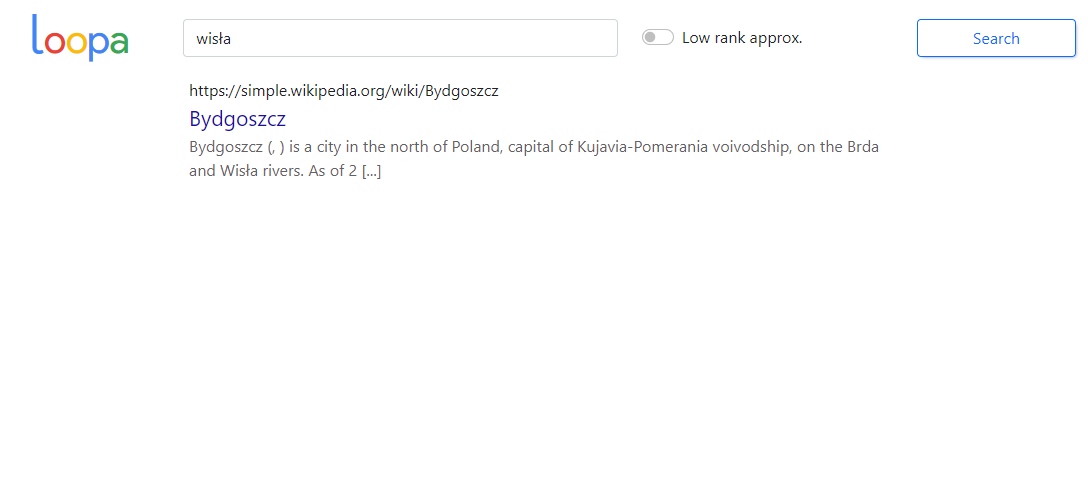 loopa
wisła
Low rank approx.
Search
https://simple.wikipedia.org/wiki/Bydgoszcz
Bydgoszcz
Bydgoszcz (, ) is a city in the north of Poland, capital of Kujavia-Pomerania voivodship, on the Brda
and Wisła rivers. As of 2 [...]